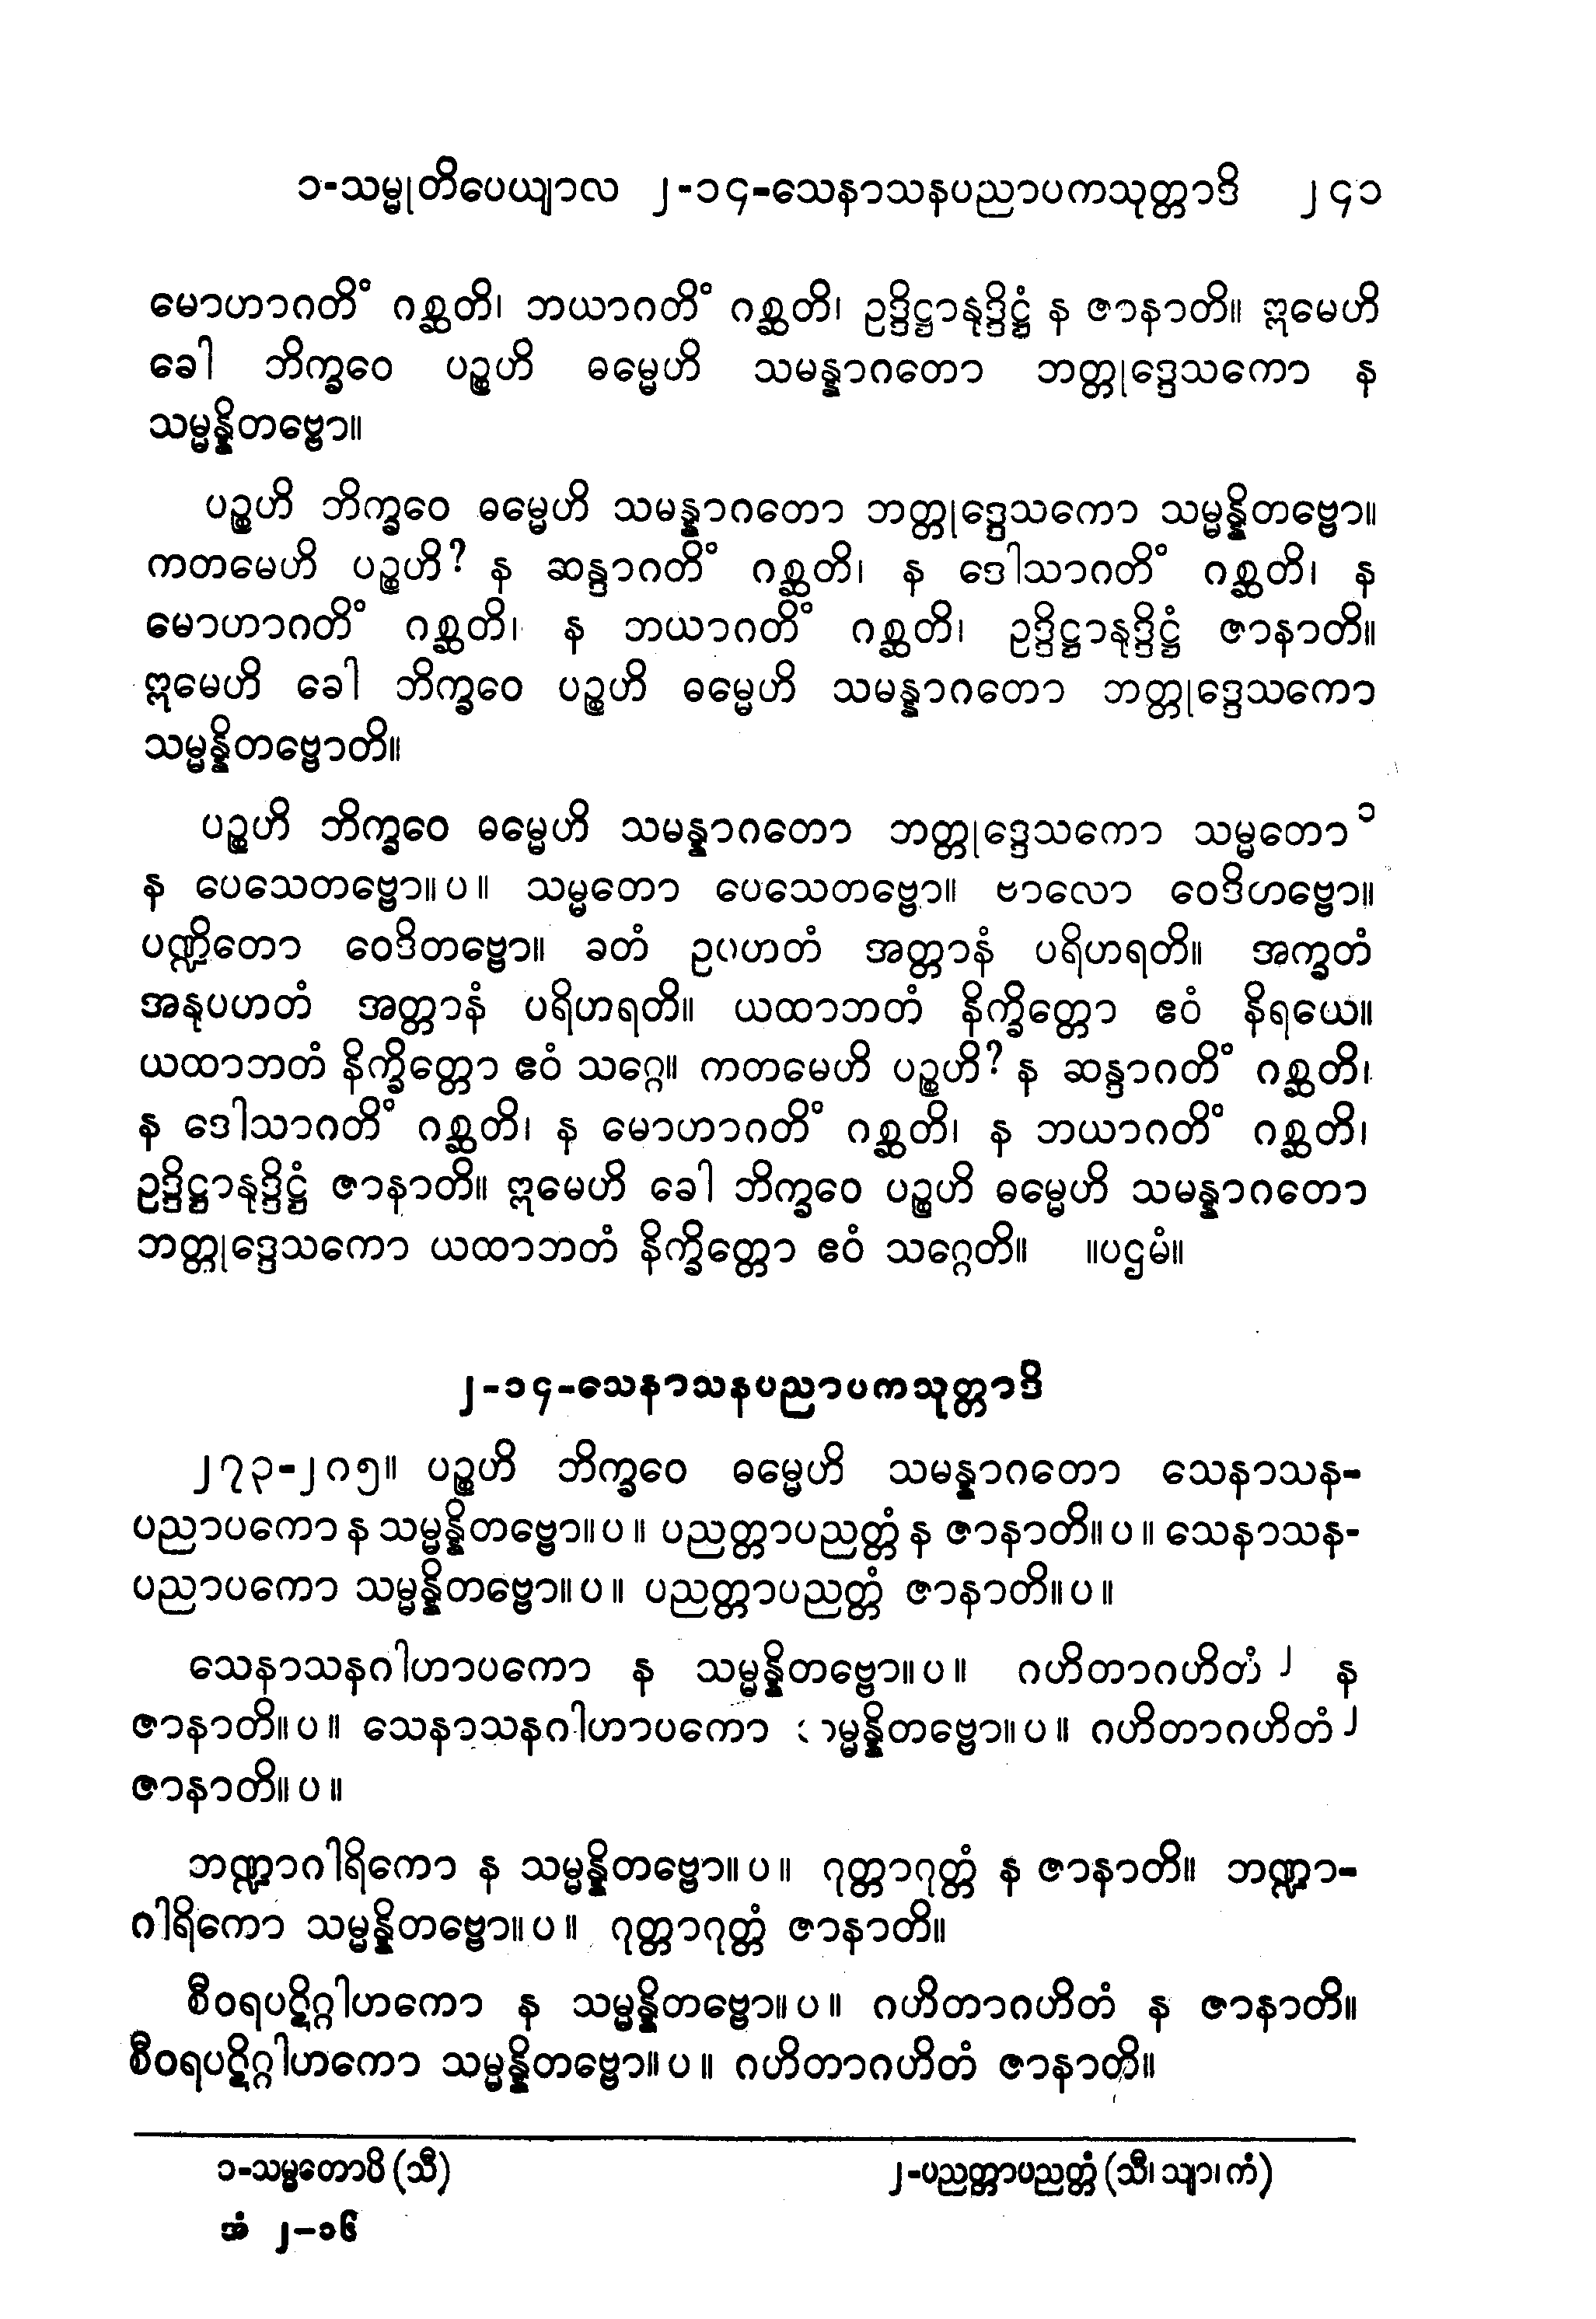 ၁-သမ္မုတိပေယျာလ ၂-၁၄-သေနာသနပညာပကသုတ္တာဒိ ၂၄၁
မောဟာဂတိံ ဂစ္ဆတိ၊ ဘယာဂတိံ ဂစ္ဆတိ၊ ဥဒ္ဒိဋ္ဌာနုဒ္ဒိဋ္ဌံ န ဇာနာတိ။ ဣမေဟိ
ခေါ ဘိက္ခဝေ ပဉ္စဟိ ဓမ္မေဟိ သမန္နာဂတော ဘတ္တုဒ္ဒေသကော န
သမ္မန္နိတဗ္ဗော။
ပဉ္စဟိ ဘိက္ခဝေ ဓမ္မေဟိ သမန္နာဂတော ဘတ္တုဒ္ဒေသကော သမ္မန္နိတဗ္ဗော။
ကတမေဟိ ပဉ္စဟိ? န ဆန္ဒာဂတိံ ဂစ္ဆတိ၊ န ဒေါသာဂတိံ ဂစ္ဆတိ၊ န
မောဟာဂတိံ ဂစ္ဆတိ၊ န ဘယာဂတိံ ဂစ္ဆတိ၊ ဥဒ္ဒိဋ္ဌာနုဒ္ဒိဋ္ဌံ ဇာနာတိ။
ဣမေဟိ ခေါ ဘိက္ခဝေ ပဉ္စဟိ ဓမ္မေဟိ သမန္နာဂတော ဘတ္တုဒ္ဒေသကော
သမ္မန္နိတဗ္ဗောတိ။
ပဉ္စဟိ ဘိက္ခဝေ ဓမ္မေဟိ သမန္နာဂတော ဘတ္တုဒ္ဒေသကော သမ္မတော ၁
န ပေသေတဗ္ဗော။ ပ ။ သမ္မတော ပေသေတဗ္ဗော။ ဗာလော ဝေဒိဟဗ္ဗော။
ပဏ္ဍိတော ဝေဒိတဗ္ဗော။ ခတံ ဥပဟတံ အတ္တာနံ ပရိဟရတိ။ အက္ခတံ
အနုပဟတံ အတ္တာနံ ပရိဟရတိ။ ယထာဘတံ နိက္ခိတ္တော ဧဝံ နိရယေ။
ယထာဘတံ နိက္ခိတ္တော ဧဝံ သဂ္ဂေ။ ကတမေဟိ ပဉ္စဟိ? န ဆန္ဒာဂတိံ ဂစ္ဆတိ၊
န ဒေါသာဂတိံ ဂစ္ဆတိ၊ န မောဟာဂတိံ ဂစ္ဆတိ၊ န ဘယာဂတိံ ဂစ္ဆတိ၊
ဥဒ္ဒိဋ္ဌာနုဒ္ဒိဋ္ဌံ ဇာနာတိ။ ဣမေဟိ ခေါ ဘိက္ခဝေ ပဉ္စဟိ ဓမ္မေဟိ သမန္နာဂတော
ဘတ္တုဒ္ဒေသကော ယထာဘတံ နိက္ခိတ္တော ဧဝံ သဂ္ဂေတိ။ ။ပဌမံ။
၂-၁၄-သေနာသနပညာပကသုတ္တာဒိ
၂၇၃-၂၈၅။ ပဉ္စဟိ ဘိက္ခဝေ ဓမ္မေဟိ သမန္နာဂတော သေနာသန-
ပညာပကော န သမ္မန္နိတဗ္ဗော။ ပ ။ ပညတ္တာပညတ္တံ န ဇာနာတိ။ ပ ။ သေနာသန-
ပညာပကော သမ္မန္နိတဗ္ဗော။ ပ ။ ပညတ္တာပညတ္တံ ဇာနာတိ။ ပ ။
သေနာသနဂါဟာပကော န သမ္မန္နိတဗ္ဗော။ ပ ။ ဂဟိတာဂဟိတံ ၂ န
ဇာနာတိ။ ပ ။ သေနာသနဂါဟာပကော သမ္မန္နိတဗ္ဗော။ ပ ။ ဂဟိတာဂဟိတံ ၂
ဇာနာတိ။ ပ ။
ဘဏ္ဍာဂါရိကော န သမ္မန္နိတဗ္ဗော။ ပ ။ ဂုတ္တာဂုတ္တံ န ဇာနာတိ။ ဘဏ္ဍာ-
ဂါရိကော သမ္မန္နိတဗ္ဗော။ ပ ။ ဂုတ္တာဂုတ္တံ ဇာနာတိ။
စီဝရပဋိဂ္ဂါဟကော န သမ္မန္နိတဗ္ဗော။ ပ ။ ဂဟိတာဂဟိတံ န ဇာနာတိ။
စီဝရပဋိဂ္ဂါဟကော သမ္မန္နိတဗ္ဗော။ ပ ။ ဂဟိတာဂဟိတံ ဇာနာတိ။
၁-သမ္မတောပိ (သီ) ၂-ပညတ္တာပညတ္တံ (သီ၊ သျာ၊ ကံ)
အံ ၂-၁၆